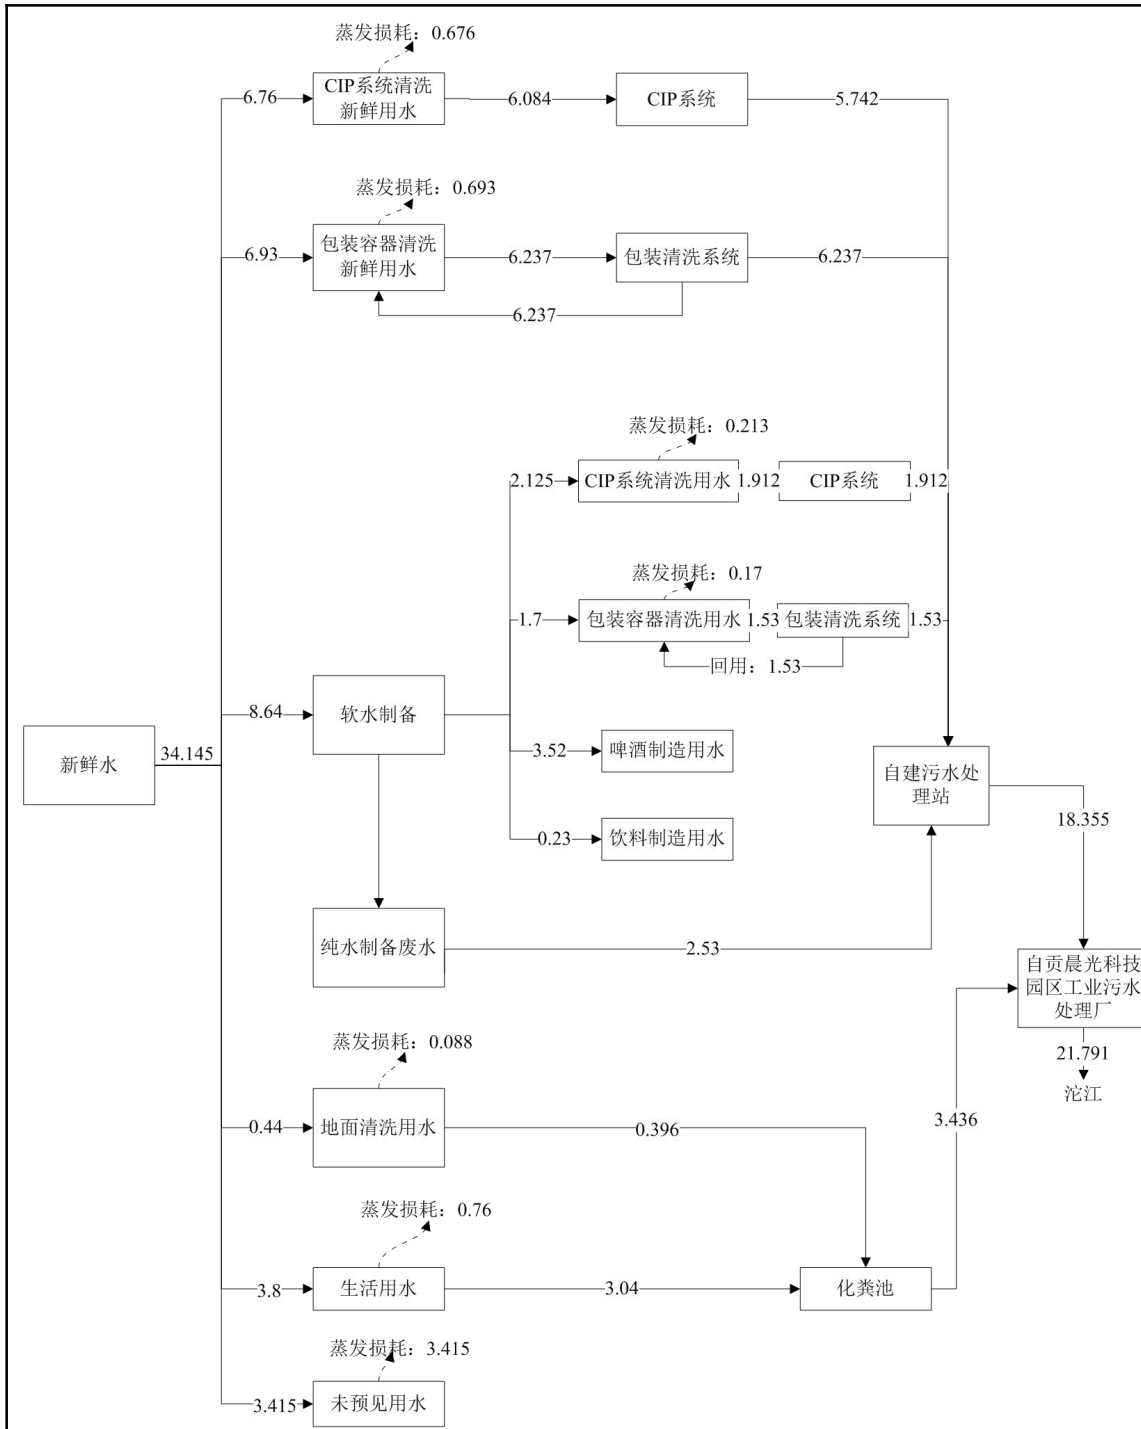 蒸发损耗：0.676
6.76
CIP系统清洗
新鲜用水
6.084
CIP系统
5.742
蒸发损耗：0.693
6.93
包装容器清洗
新鲜用水
6.237
包装清洗系统
6.237
6.237
蒸发损耗：0.213
2.125
CIP系统清洗用水
1.912
CIP系统
1.912
蒸发损耗：0.17
1.7
包装容器清洗用水
1.53
包装清洗系统
1.53
回用：1.53
8.64
软水制备
3.52
啤酒制造用水
新鲜水
34.145
自建污水处
理站
18.355
0.23
饮料制造用水
纯水制备废水
2.53
自贡晨光科技
园区工业污水
处理厂
21.791
沱江
蒸发损耗：0.088
0.44
地面清洗用水
0.396
3.436
蒸发损耗：0.76
3.8
生活用水
3.04
化粪池
蒸发损耗：3.415
3.415
未预见用水